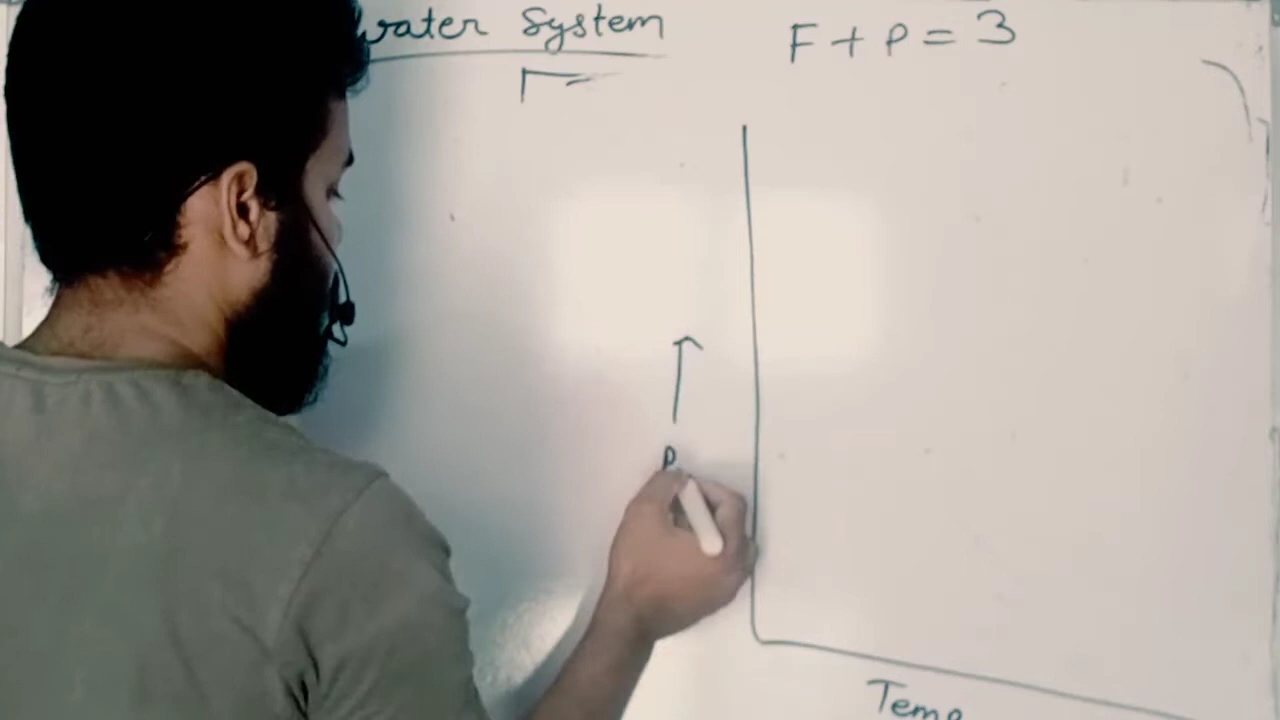 water System
F + P = 3
P
Temp